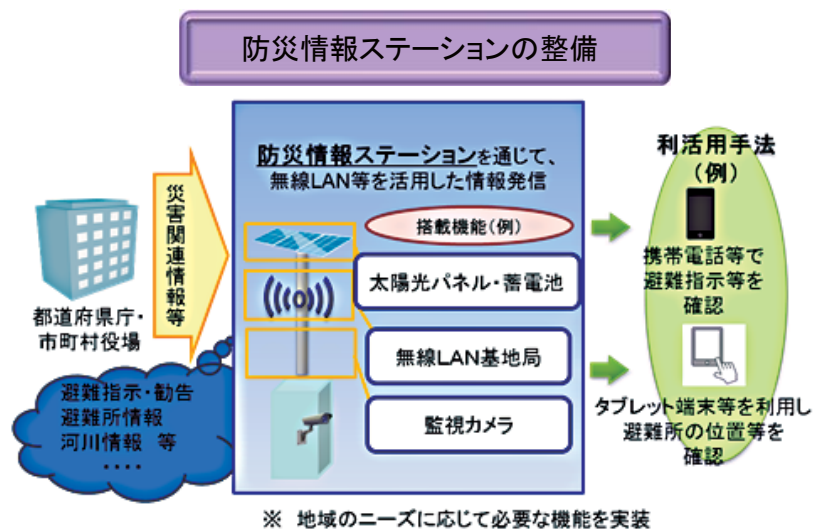 防災情報ステーションの整備
防災情報ステーションを通じて、
無線LAN等を活用した情報発信
災害関連情報等
都道府県庁・
市町村役場
避難指示・勧告
避難所情報
河川情報 等
‥‥
搭載機能(例)
太陽光パネル・蓄電池
無線LAN基地局
監視カメラ
利活用手法
(例)
携帯電話等で
避難指示等を
確認
タブレット端末等を利用し
避難所の位置等を
確認
※ 地域のニーズに応じて必要な機能を実装